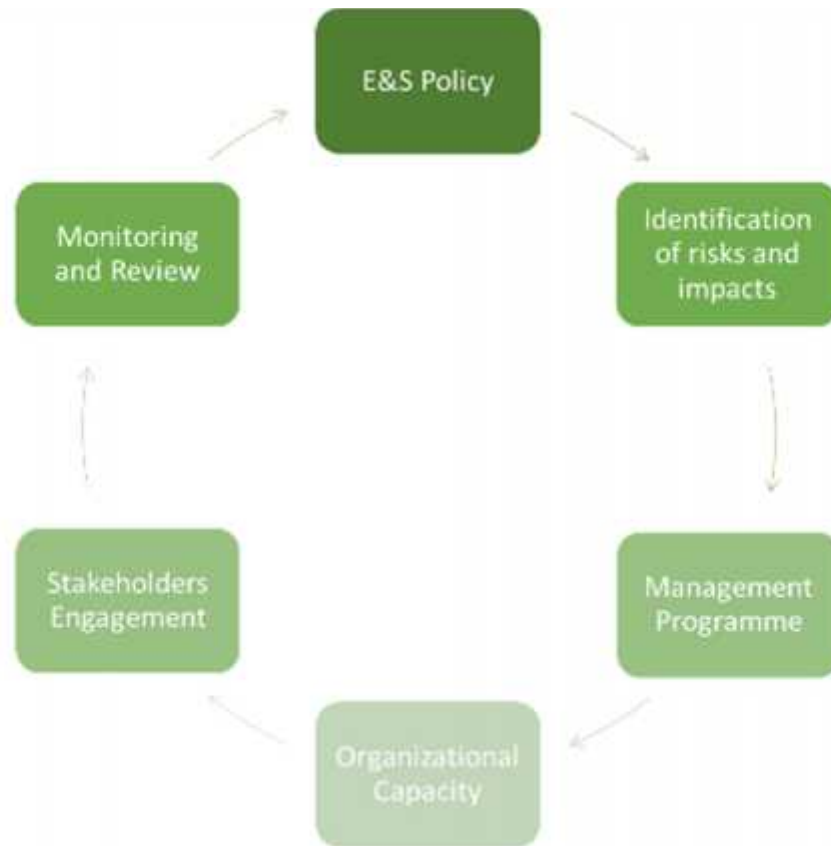 E&S Policy
Identification
of risks and
impacts
Management
Programme
Organizational
Capacity
Stakeholders
Engagement
Monitoring
and Review